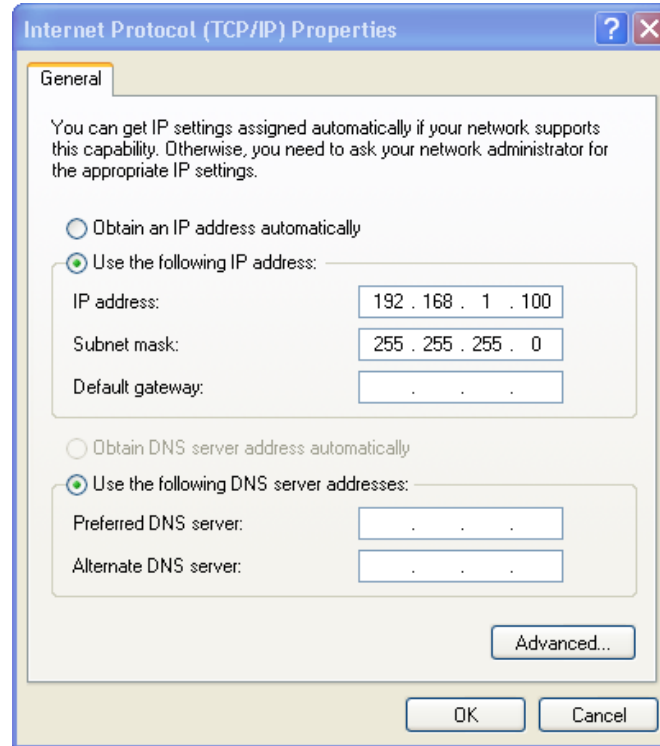 Internet Protocol (TCP/IP) Properties
General
You can get IP settings assigned automatically if your network supports
this capability. Otherwise, you need to ask your network administrator for
the appropriate IP settings.
Obtain an IP address automatically
Use the following IP address:
IP address: 192 . 168 . 1 . 100
Subnet mask: 255 . 255 . 255 . 0
Default gateway: . . .
Obtain DNS server address automatically
Use the following DNS server addresses:
Preferred DNS server: . . .
Alternate DNS server: . . .
Advanced...
OK Cancel